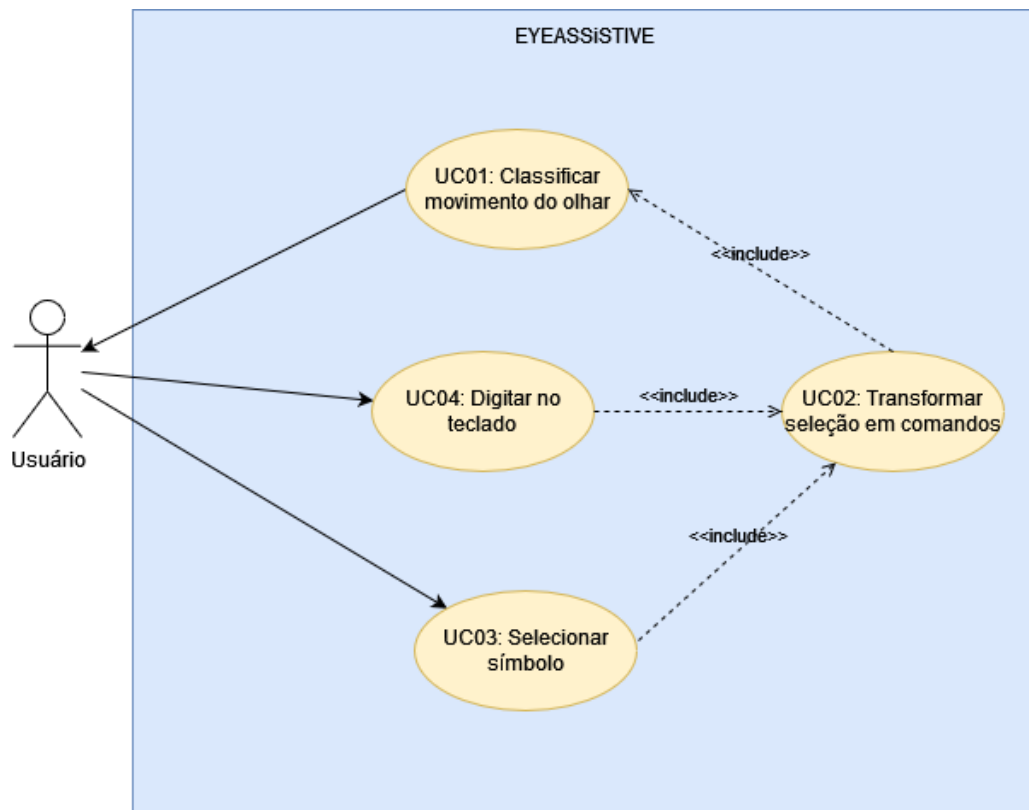 EYEASSiSTIVE
UC01: Classificar
movimento do olhar
<<include>>
Usuário
UC04: Digitar no
teclado
<<include>>
UC02: Transformar
seleção em comandos
<<include>>
UC03: Selecionar
símbolo